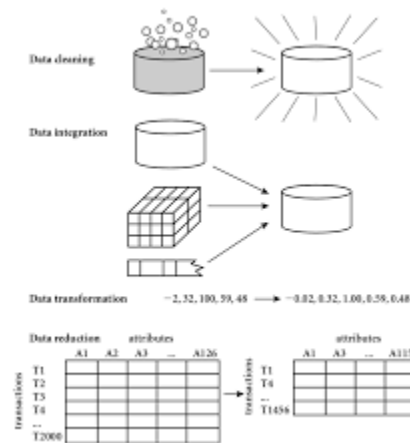 Data cleaning
Data integration
Data transformation −2, 32, 100, 59, 48 −0.02, 0.32, 1.00, 0.59, 0.48
Data reduction attributes attributes
A1 A2 A3 ... A126 A1 A3 ... A115
transactions transactions
T1 T1
T2 T4
T3 ...
T4 T1456
...
T2000